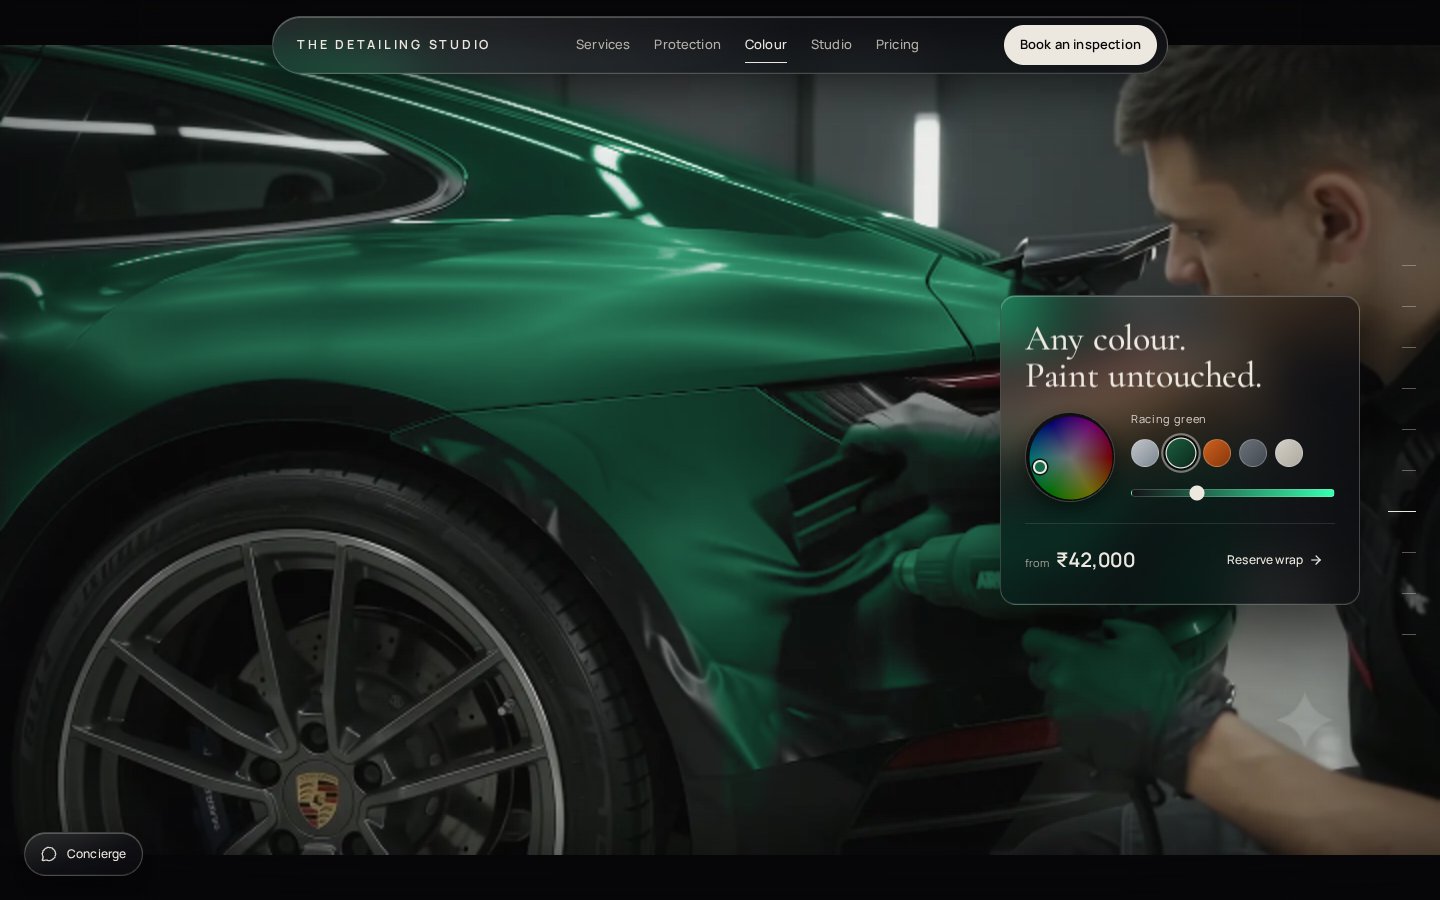 THE DETAILING STUDIO
Services
Protection
Colour
Studio
Pricing
Book an inspection
Any colour.
Paint untouched.
Racing green
from ₹42,000
Reserve wrap →
Concierge